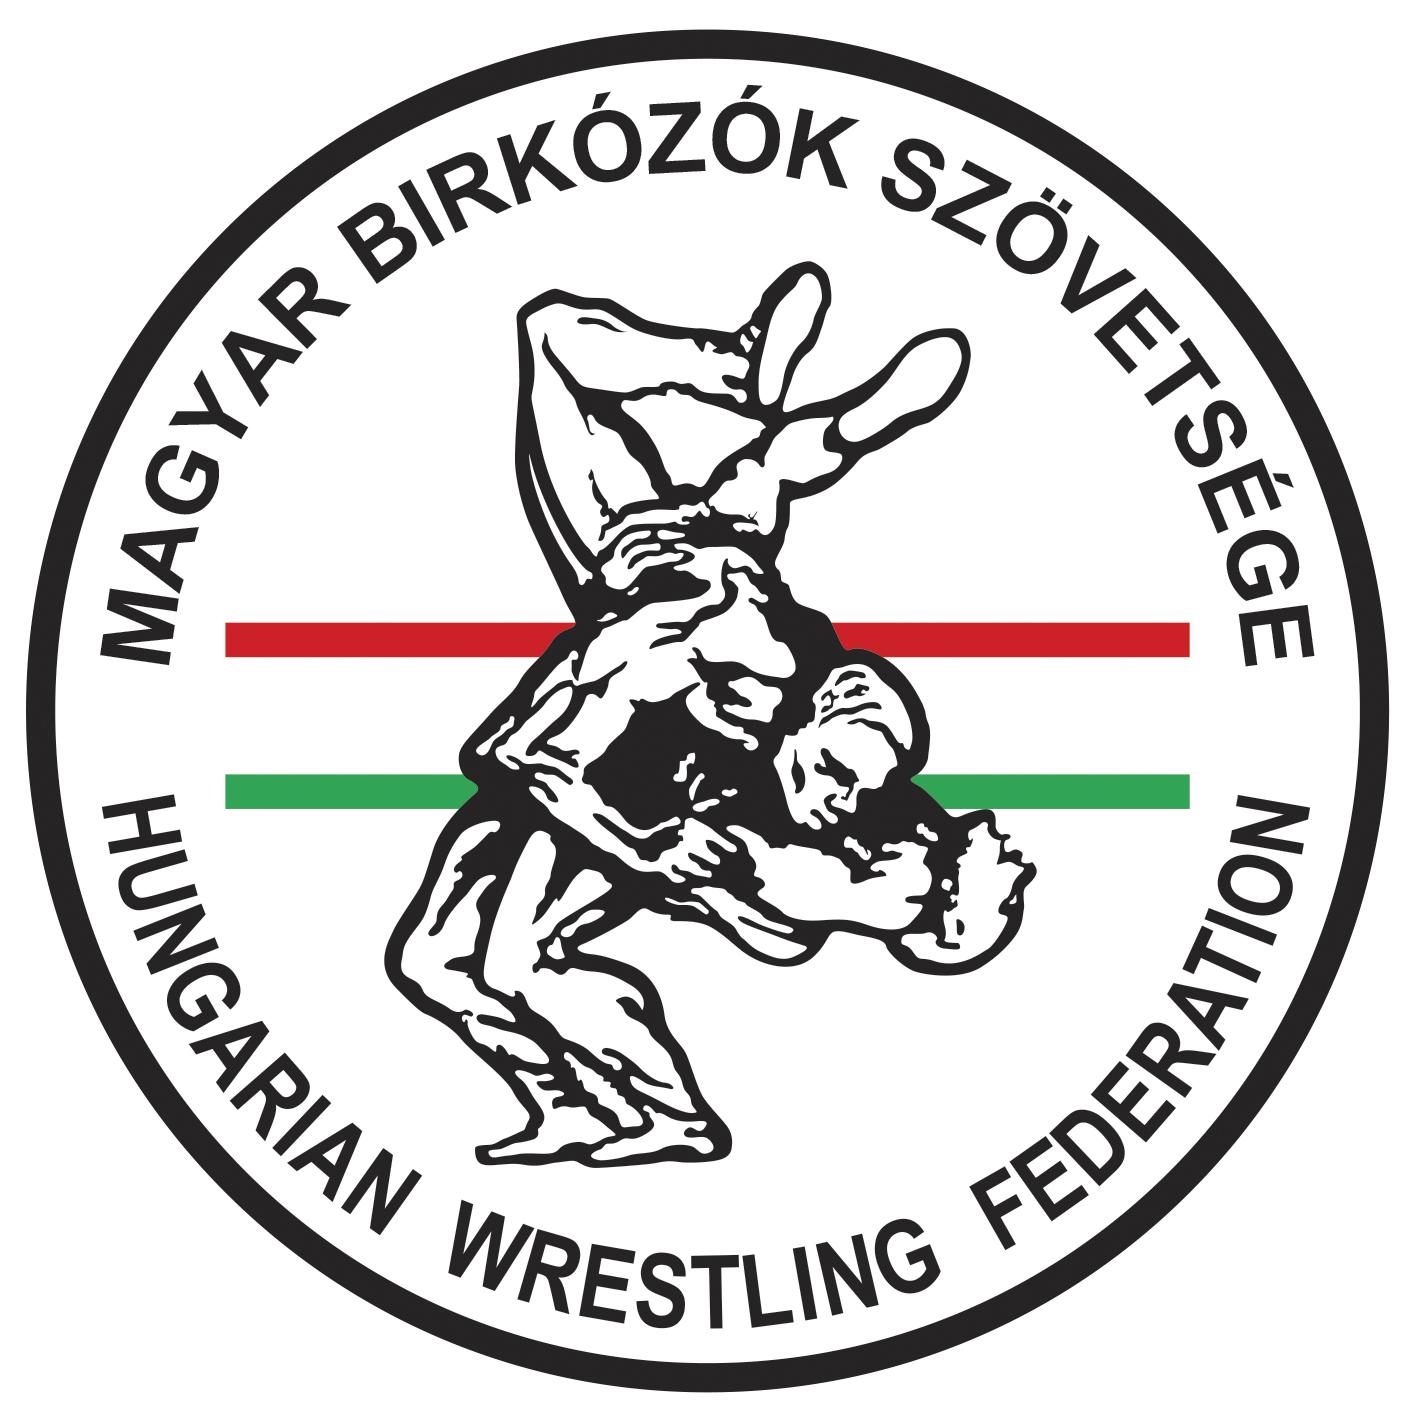 MAGYAR BIRKÓZÓK SZÖVETSÉGE
HUNGARIAN WRESTLING FEDERATION